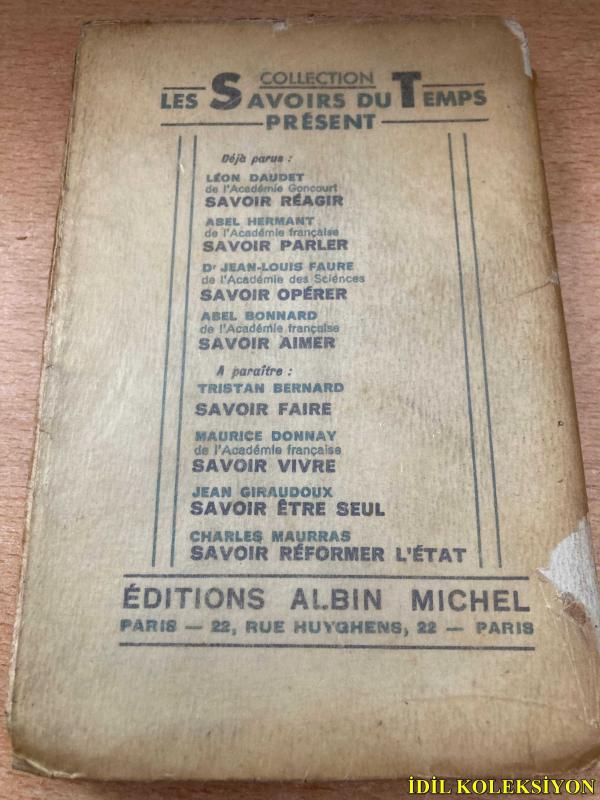 COLLECTION
LES SAVOIRS DU TEMPS
PRÉSENT
Déjà parus :
LÉON DAUDET
de l'Académie Goncourt
SAVOIR RÉAGIR
ABEL HERMANT
de l'Académie française
SAVOIR PARLER
Dr JEAN-LOUIS FAURE
de l'Académie des Sciences
SAVOIR OPÉRER
ABEL BONNARD
de l'Académie française
SAVOIR AIMER
A paraître :
TRISTAN BERNARD
SAVOIR FAIRE
MAURICE DONNAY
de l'Académie française
SAVOIR VIVRE
JEAN GIRAUDOUX
SAVOIR ÊTRE SEUL
CHARLES MAURRAS
SAVOIR RÉFORMER L'ÉTAT
ÉDITIONS ALBIN MICHEL
PARIS — 22, RUE HUYGHENS, 22 — PARIS
İDİL KOLEKSİYON